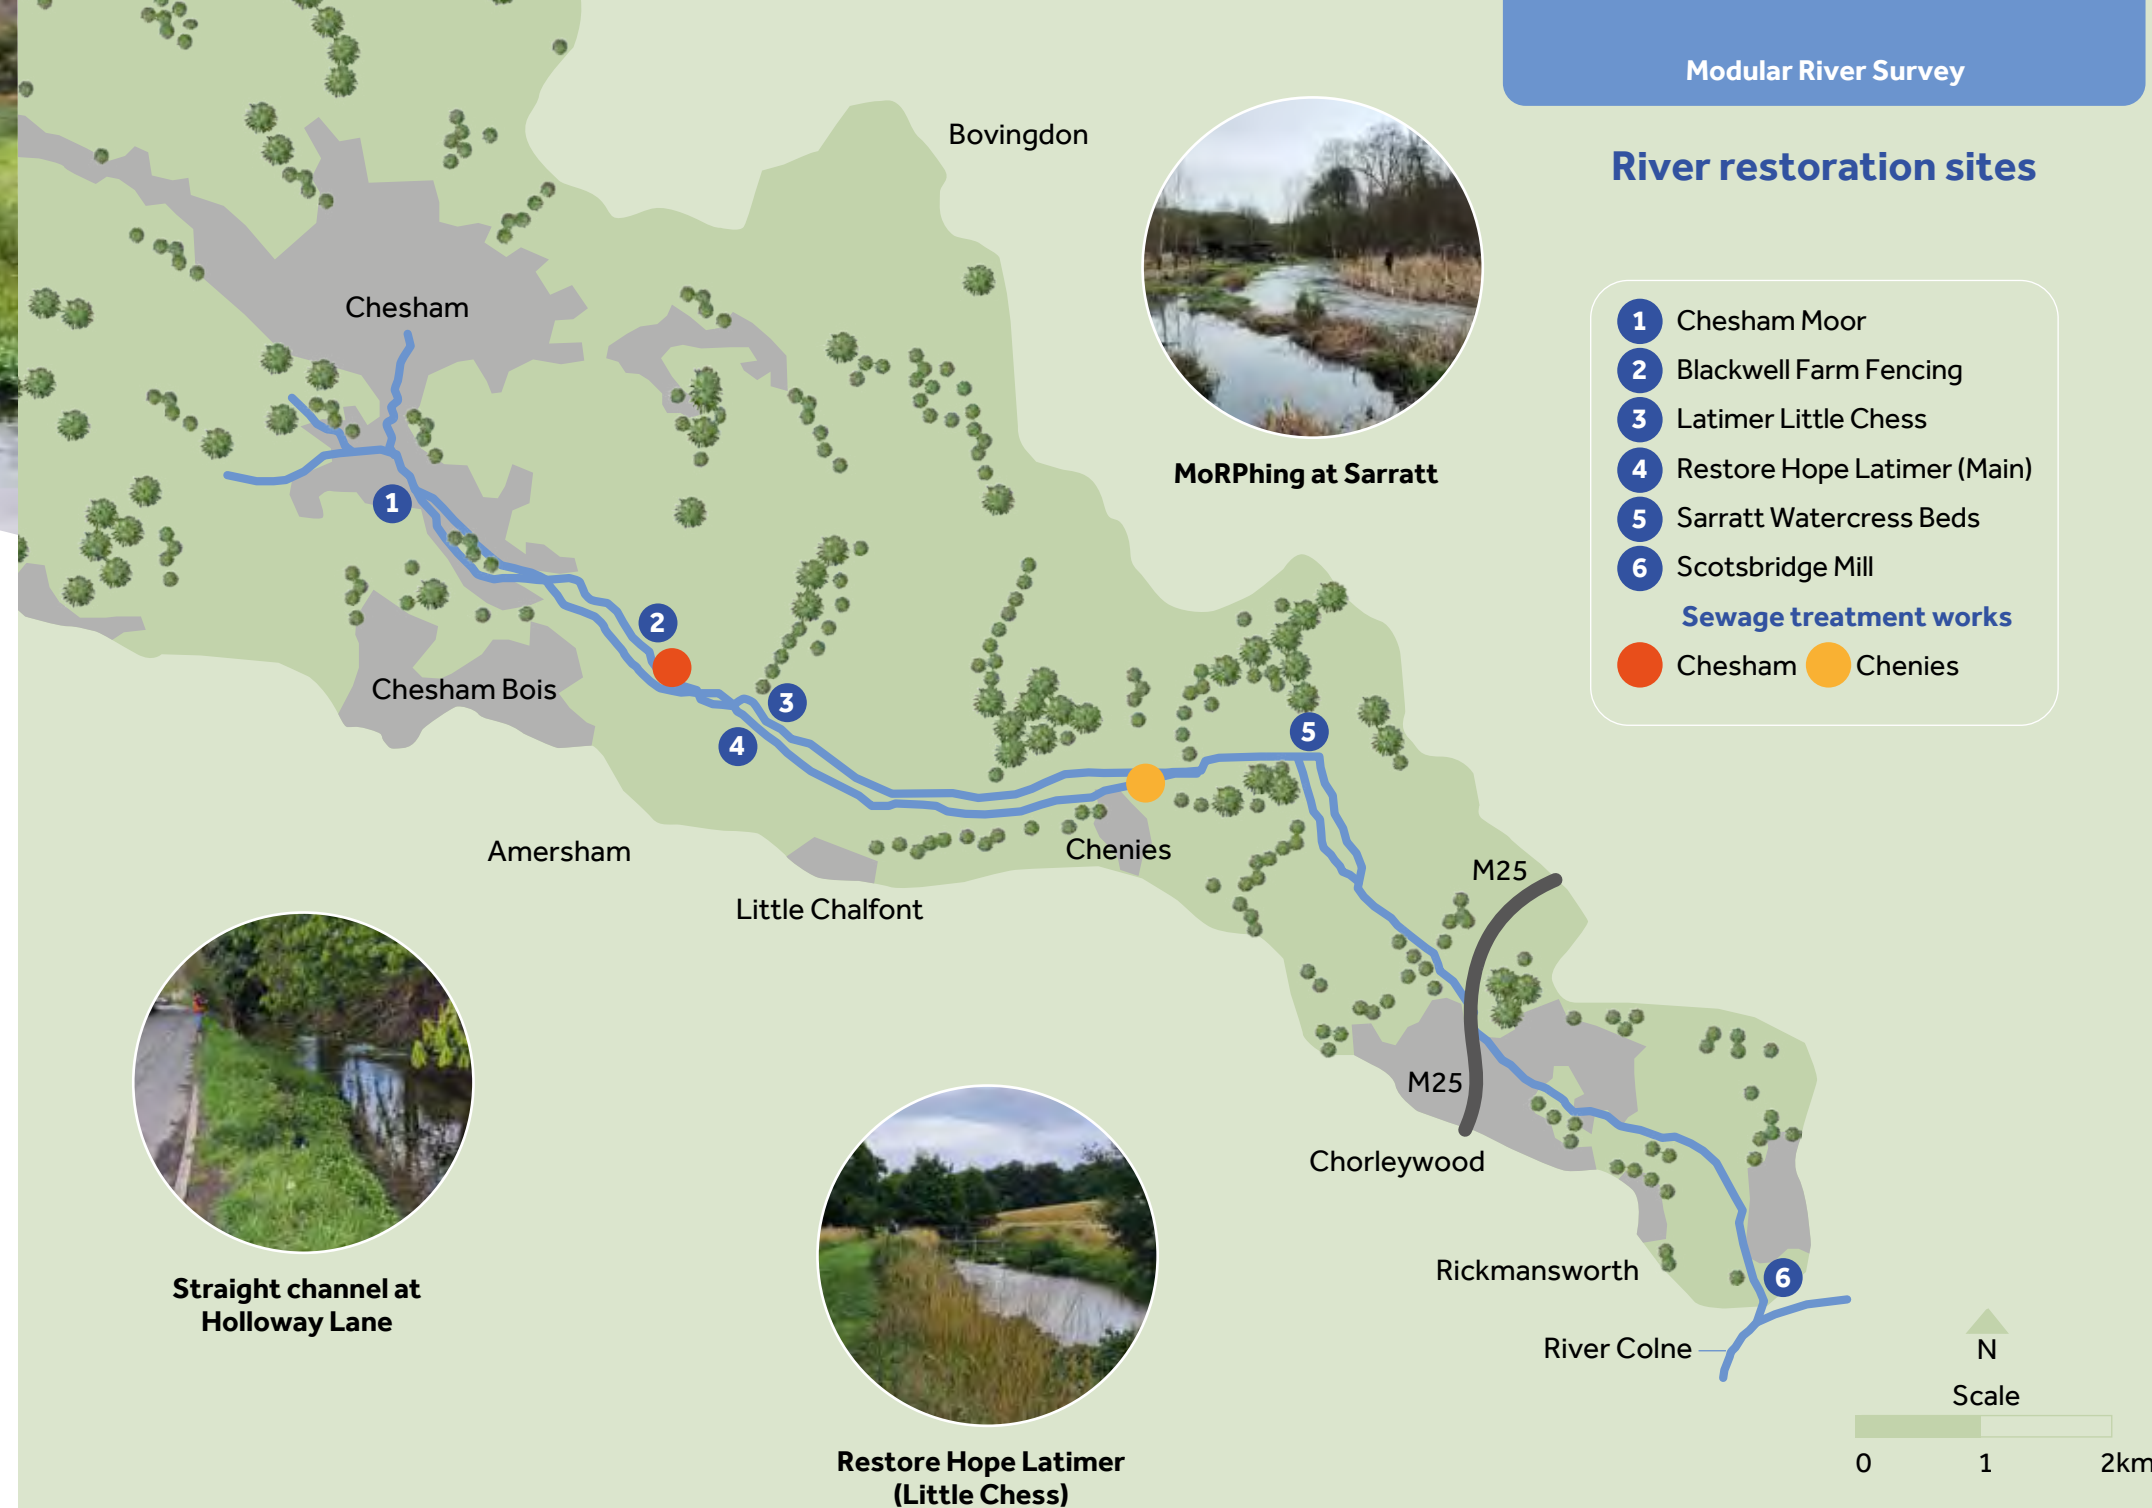 Modular River Survey
River restoration sites
1 Chesham Moor
2 Blackwell Farm Fencing
3 Latimer Little Chess
4 Restore Hope Latimer (Main)
5 Sarratt Watercress Beds
6 Scotsbridge Mill
Sewage treatment works
Chesham Chenies
Bovingdon
MoRPhing at Sarratt
Chesham
1
2
Chesham Bois
3
4
5
Amersham
Chenies
Little Chalfont
M25
M25
Chorleywood
Rickmansworth
6
River Colne
Straight channel at
Holloway Lane
Restore Hope Latimer
(Little Chess)
N
Scale
0 1 2km